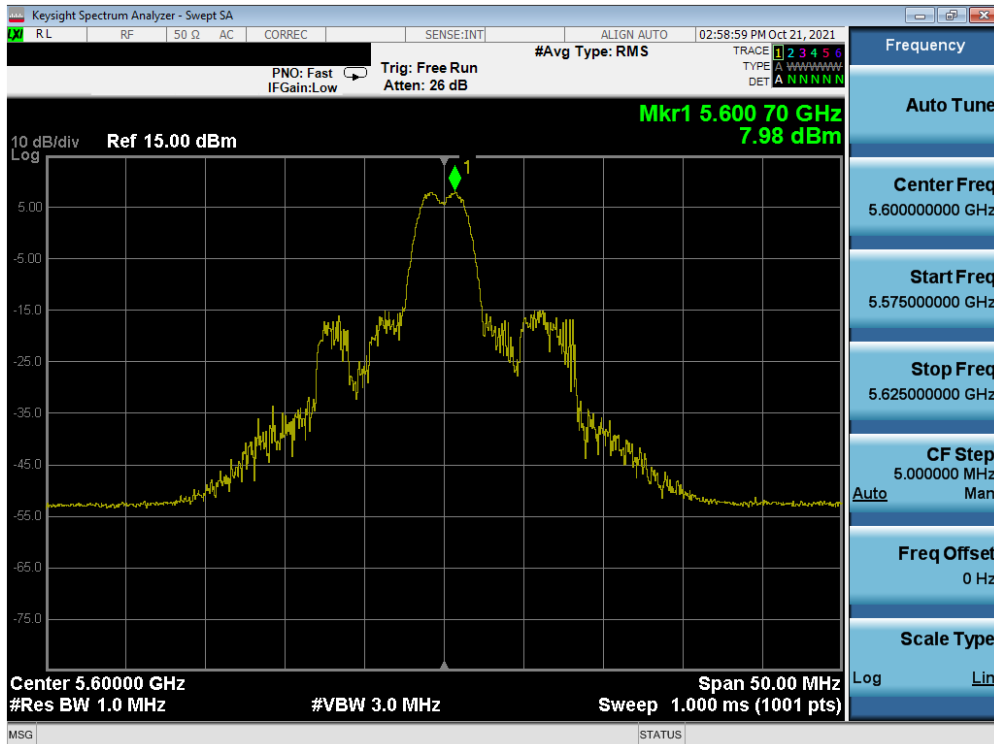 Keysight Spectrum Analyzer - Swept SA
LXI RL RF 50 Ω AC CORREC SENSE:INT ALIGN AUTO 02:58:59 PM Oct 21, 2021
#Avg Type: RMS
TRACE 1 2 3 4 5 6
TYPE A WWWWW
DET A N N N N N
PNO: Fast
IFGain:Low
Trig: Free Run
Atten: 26 dB
Mkr1 5.600 70 GHz
7.98 dBm
10 dB/div Ref 15.00 dBm
Log
1
5.00
-5.00
-15.0
-25.0
-35.0
-45.0
-55.0
-65.0
-75.0
Center 5.60000 GHz Span 50.00 MHz
#Res BW 1.0 MHz #VBW 3.0 MHz Sweep 1.000 ms (1001 pts)
MSG STATUS
Frequency
Auto Tune
Center Freq
5.600000000 GHz
Start Freq
5.575000000 GHz
Stop Freq
5.625000000 GHz
CF Step
5.000000 MHz
Auto Man
Freq Offset
0 Hz
Scale Type
Log Lin